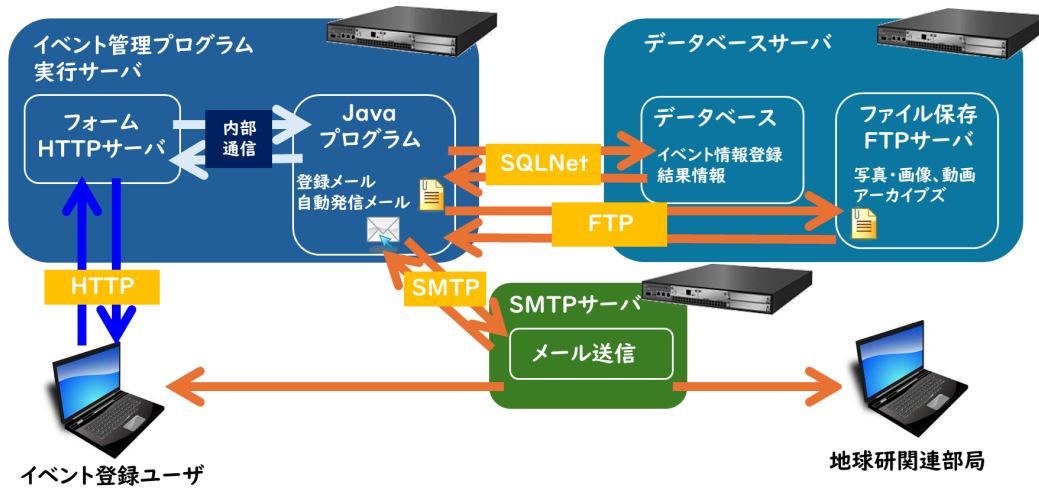 イベント管理プログラム
実行サーバ
フォーム
HTTPサーバ
内部
通信
Java
プログラム
登録メール
自動発信メール
データベースサーバ
データベース
イベント情報登録
結果情報
ファイル保存
FTPサーバ
写真・画像、動画
アーカイブズ
SQLNet
FTP
HTTP
SMTP
SMTPサーバ
メール送信
イベント登録ユーザ
地球研関連部局